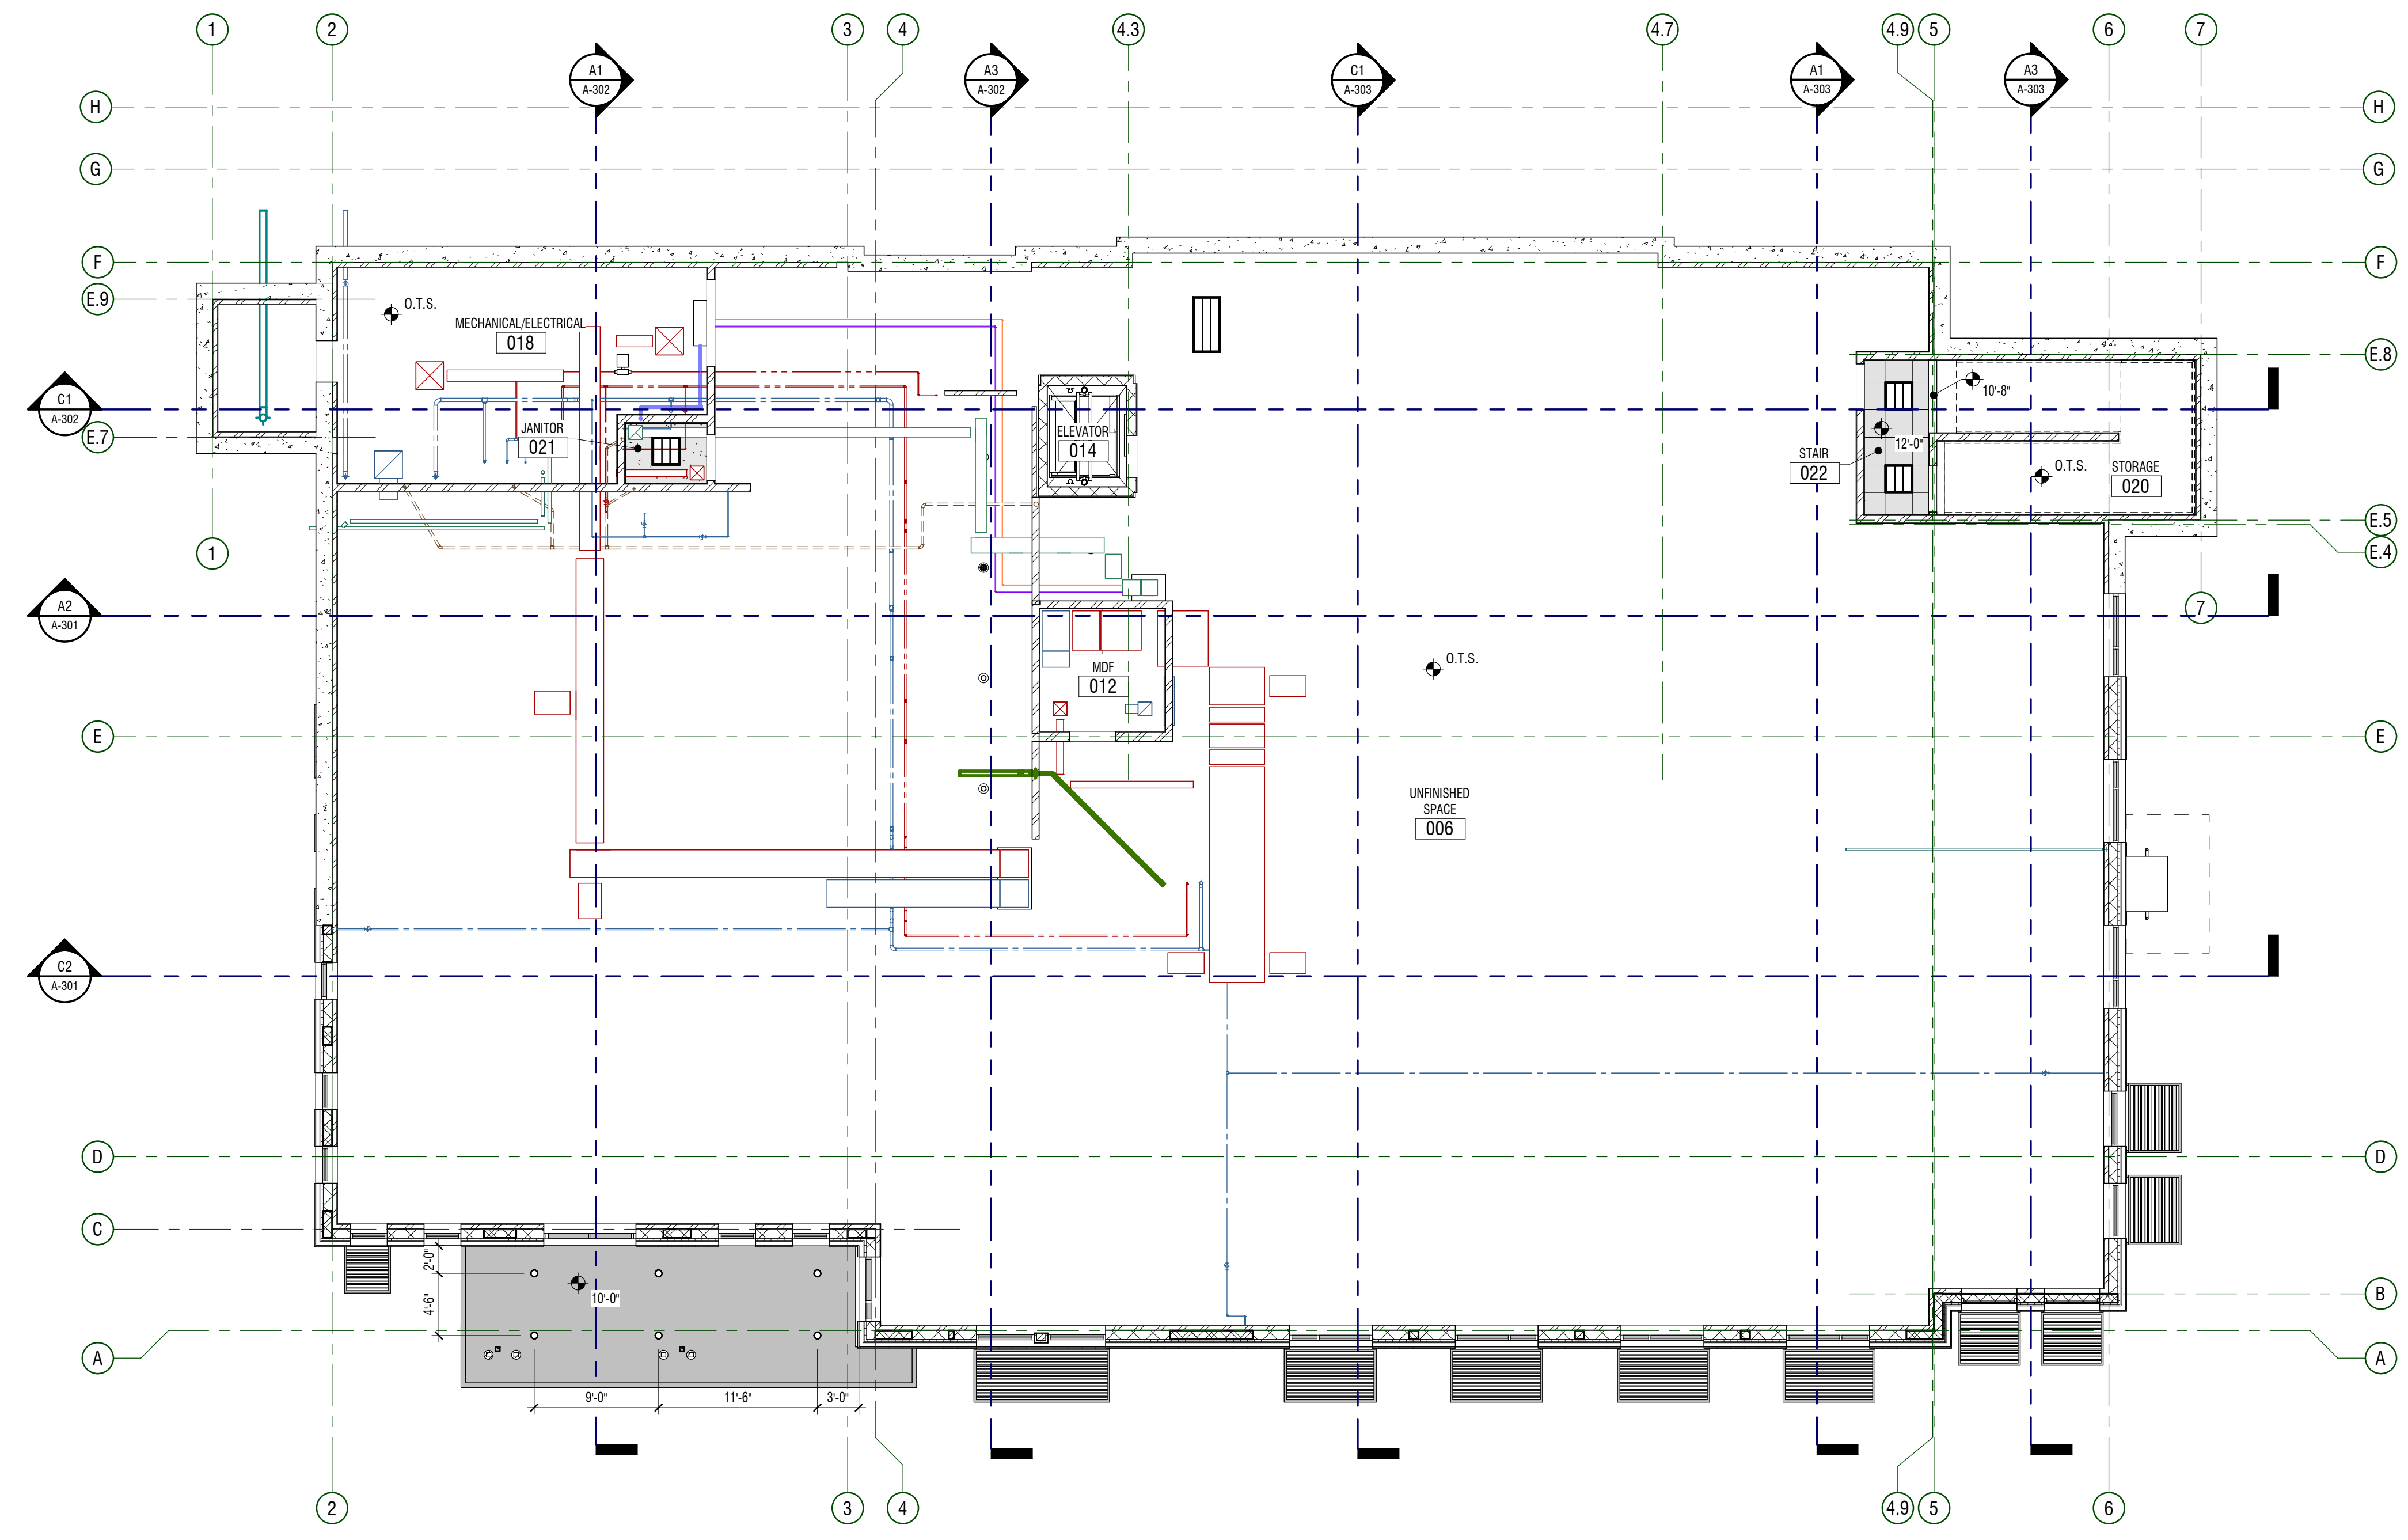 1
2
3
4
4.3
4.7
4.9
5
6
7
A1
A-302
A3
A-302
C1
A-303
A1
A-303
A3
A-303
H
H
G
G
F
F
E.9
O.T.S.
MECHANICAL/ELECTRICAL
018
E.8
10'-8"
C1
A-302
E.7
JANITOR
021
ELEVATOR
014
12'-0"
STAIR
022
O.T.S.
STORAGE
020
E.5
E.4
1
A2
A-301
7
O.T.S.
MDF
012
E
E
UNFINISHED
SPACE
006
C2
A-301
D
D
C
2'-0"
10'-0"
4'-6"
B
A
A
9'-0"
11'-6"
3'-0"
2
3
4
4.9
5
6